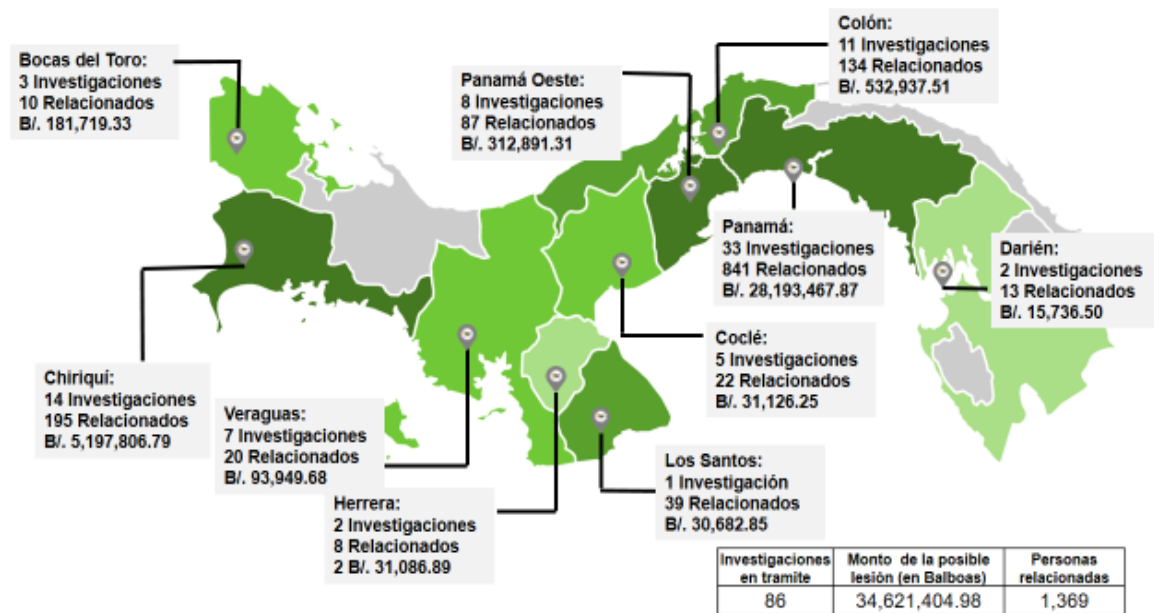 Bocas del Toro:
3 Investigaciones
10 Relacionados
B/. 181,719.33
Panamá Oeste:
8 Investigaciones
87 Relacionados
B/. 312,891.31
Colón:
11 Investigaciones
134 Relacionados
B/. 532,937.51
Panamá:
33 Investigaciones
841 Relacionados
B/. 28,193,467.87
Darién:
2 Investigaciones
13 Relacionados
B/. 15,736.50
Chiriquí:
14 Investigaciones
195 Relacionados
B/. 5,197,806.79
Veraguas:
7 Investigaciones
20 Relacionados
B/. 93,949.68
Coclé:
5 Investigaciones
22 Relacionados
B/. 31,126.25
Herrera:
2 Investigaciones
8 Relacionados
2 B/. 31,086.89
Los Santos:
1 Investigación
39 Relacionados
B/. 30,682.85
Investigaciones
en tramite
Monto de la posible
lesión (en Balboas)
Personas
relacionadas
86
34,621,404.98
1,369